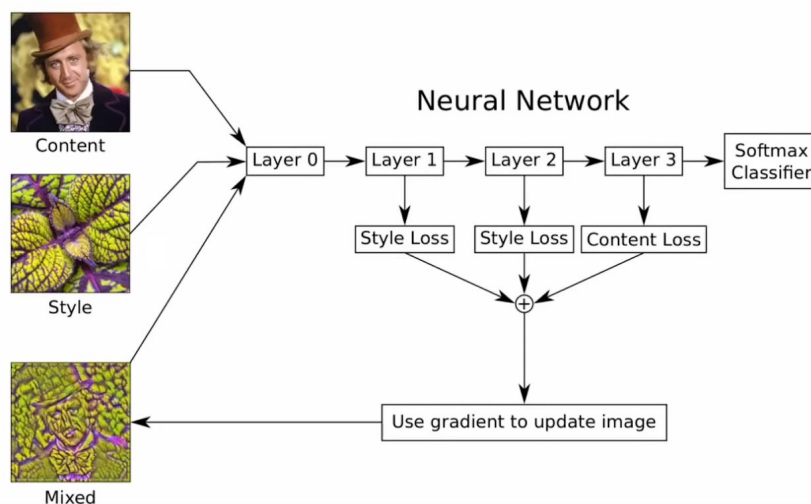 Neural Network
Content
Layer 0
Layer 1
Layer 2
Layer 3
Softmax
Classifier
Style Loss
Style Loss
Content Loss
Style
+
Use gradient to update image
Mixed